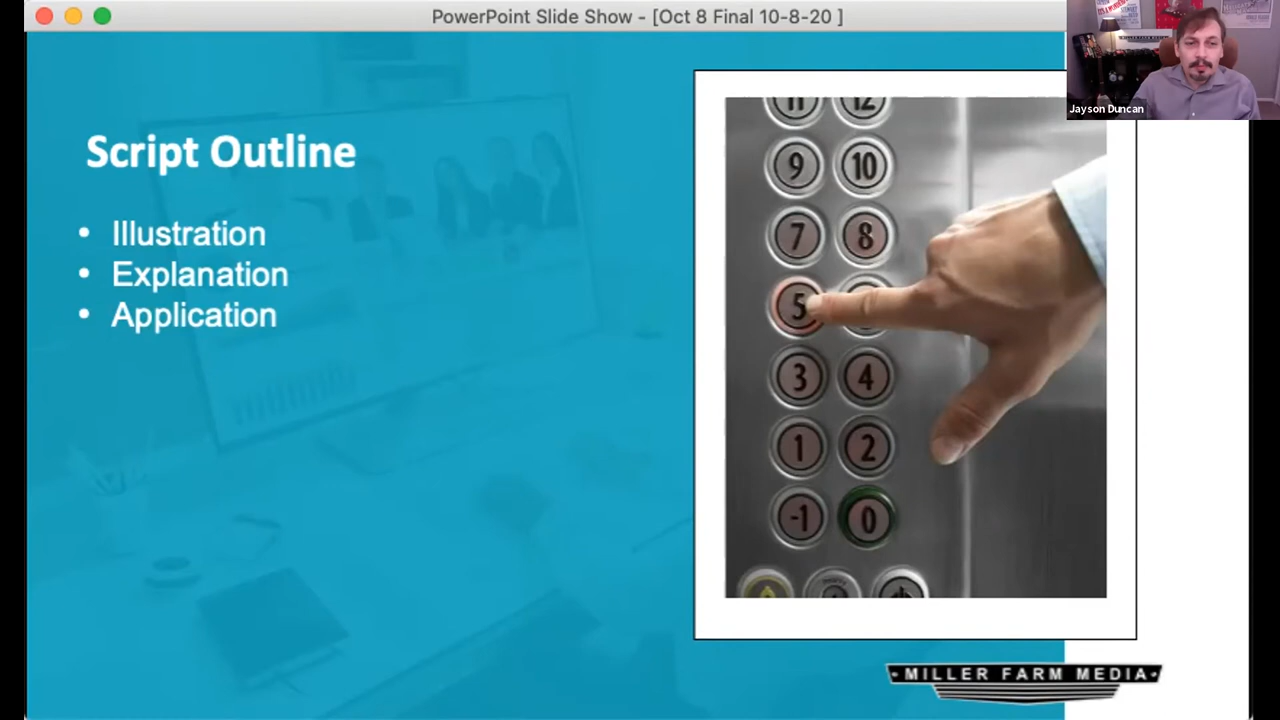 PowerPoint Slide Show - [Oct 8 Final 10-8-20 ]
Jayson Duncan
Script Outline
• Illustration
• Explanation
• Application
11 12
9 10
7 8
5
3 4
1 2
-1 0
MILLER FARM MEDIA